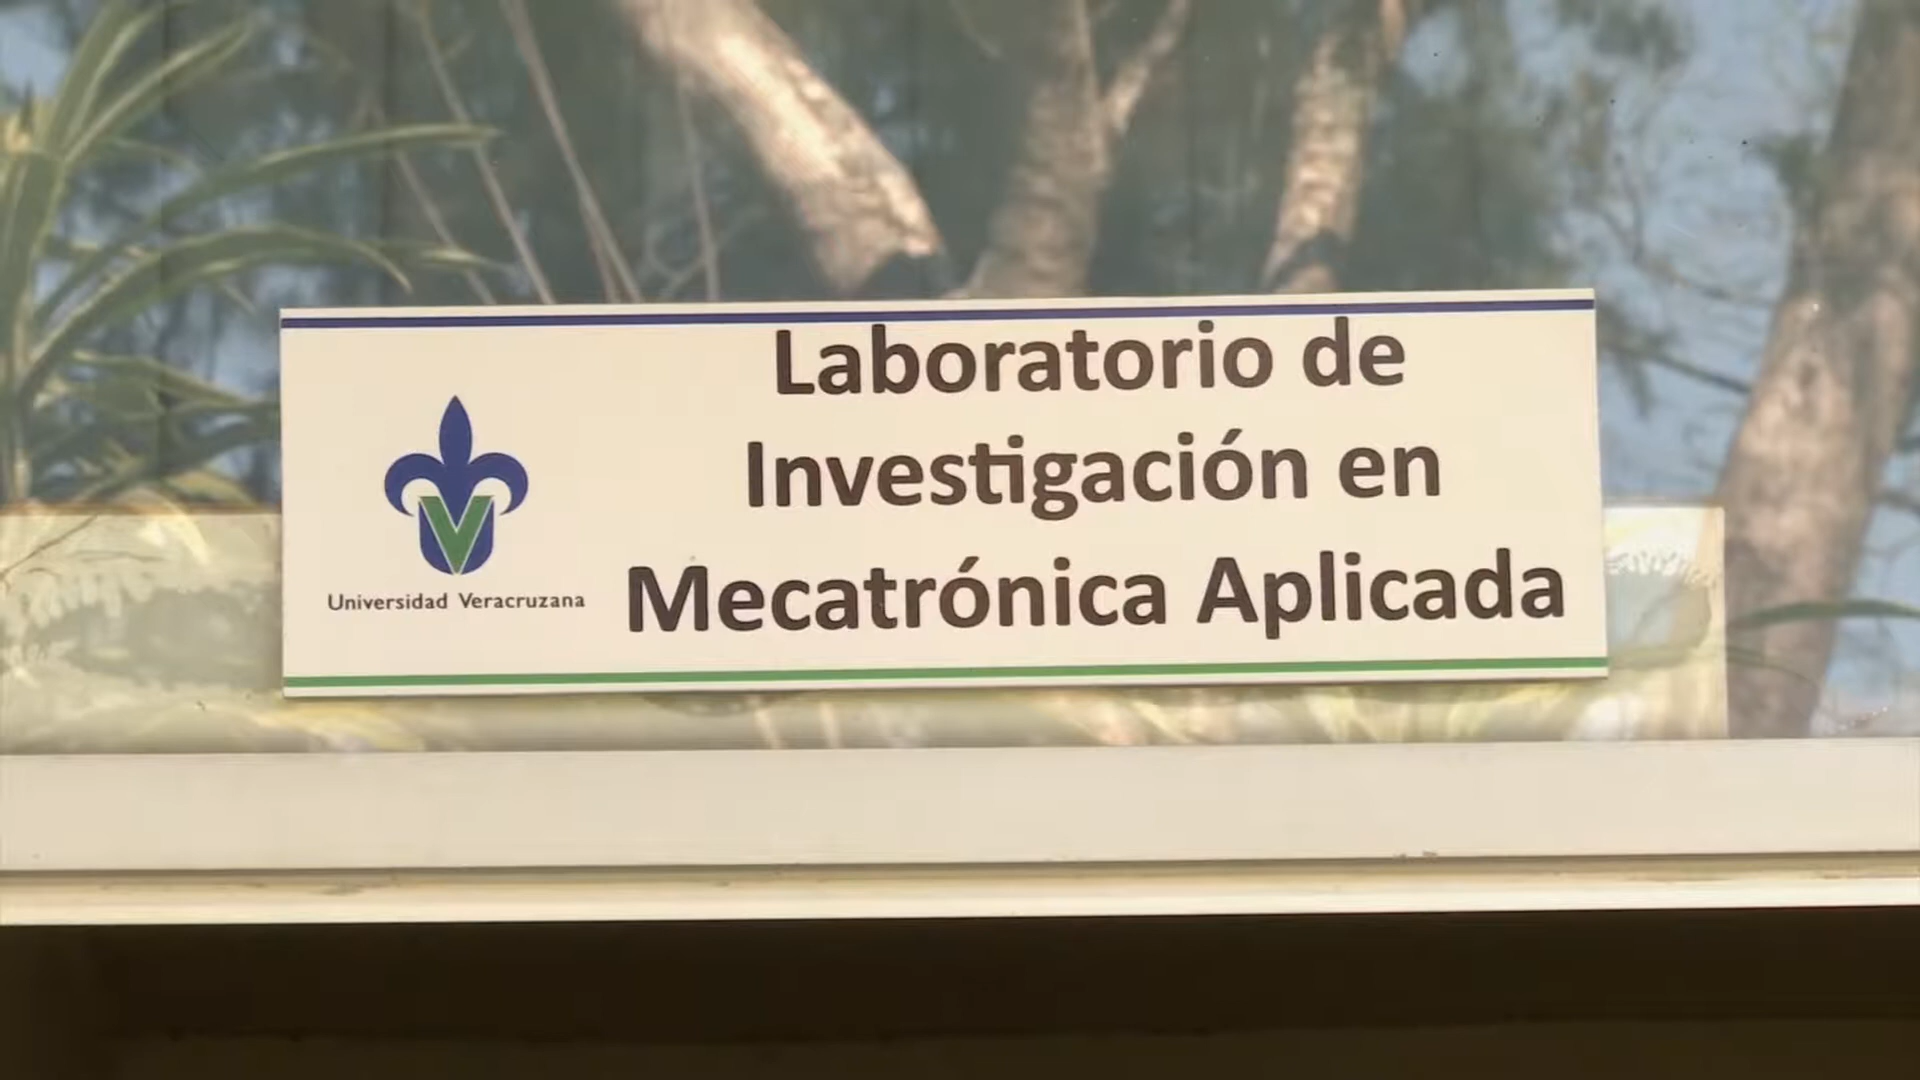 Laboratorio de
Investigación en
Mecatrónica Aplicada
Universidad Veracruzana